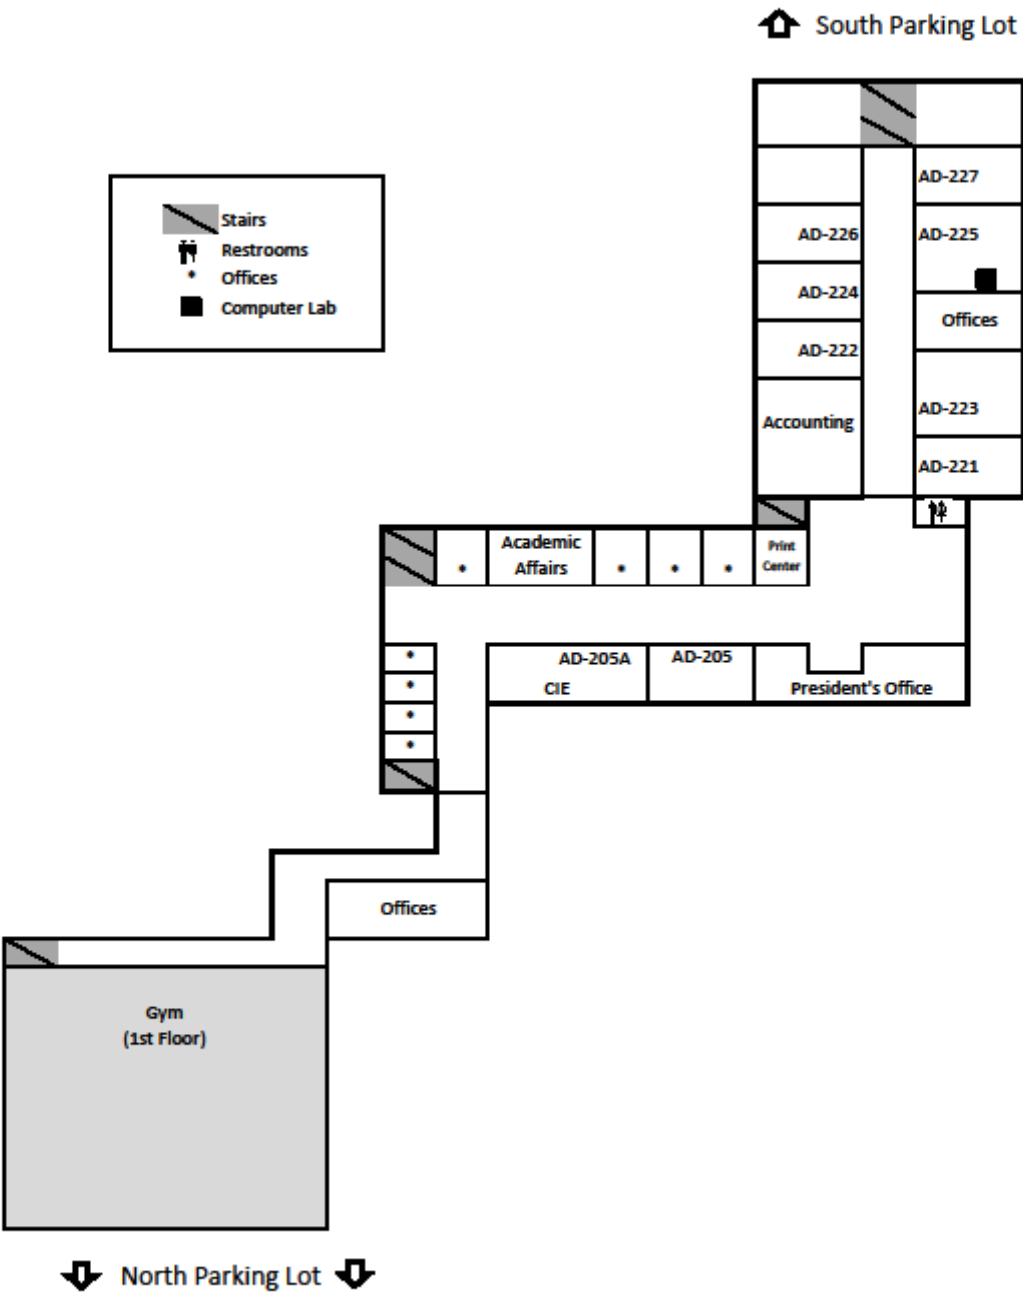 South Parking Lot
Stairs
Restrooms
* Offices
Computer Lab
AD-227
AD-226
AD-225
AD-224
Offices
AD-222
AD-223
Accounting
AD-221
Academic
Affairs
*
*
*
*
Print
Center
*
*
*
*
AD-205A
CIE
AD-205
President's Office
Offices
Gym
(1st Floor)
North Parking Lot